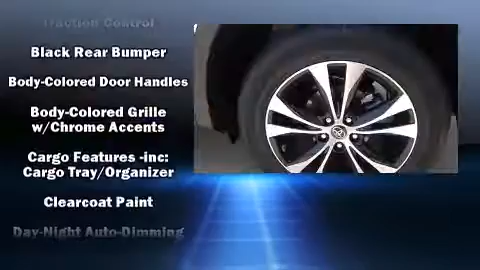 Traction Control
Black Rear Bumper
Body-Colored Door Handles
Body-Colored Grille
w/Chrome Accents
Cargo Features -inc:
Cargo Tray/Organizer
Clearcoat Paint
Day-Night Auto-Dimming